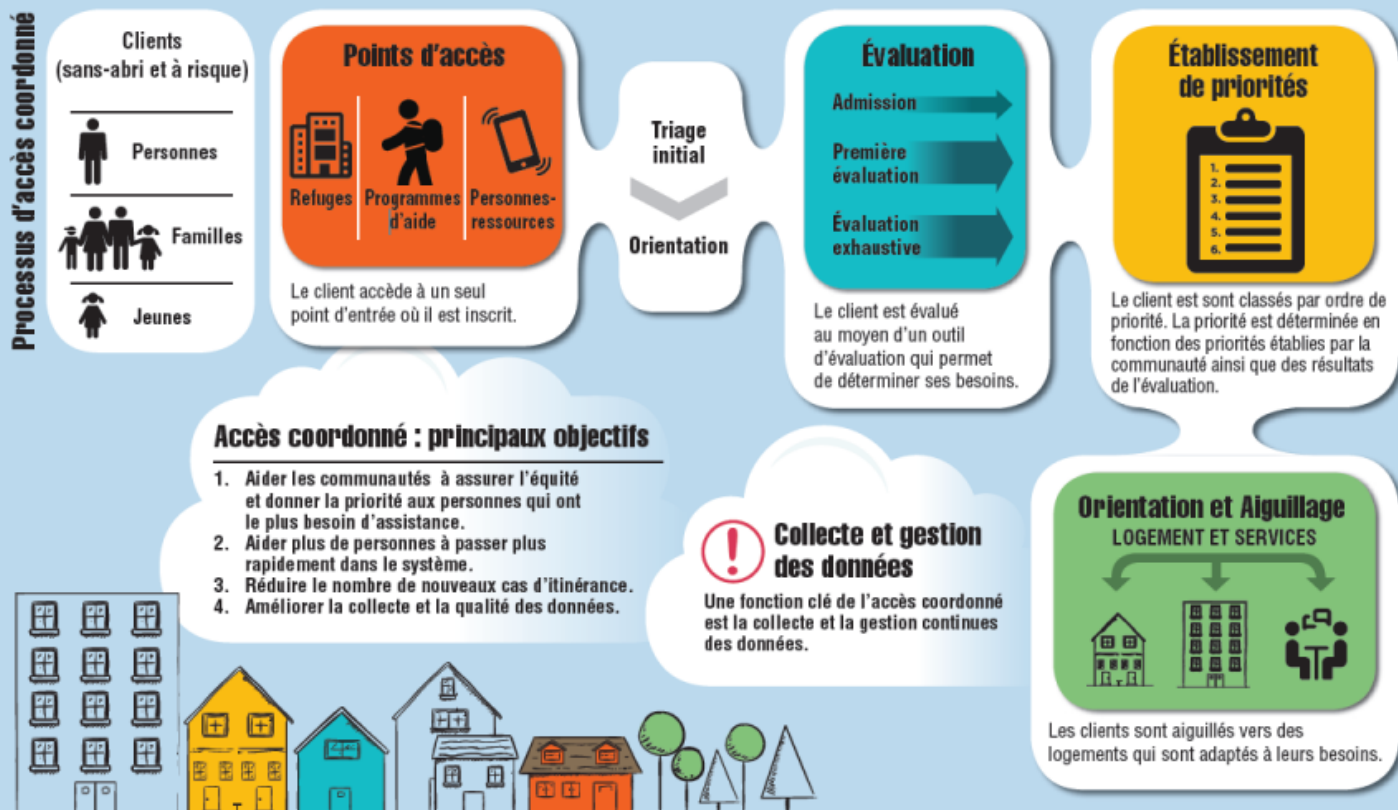 Processus d'accès coordonné
Clients
(sans-abri et à risque)
Personnes
Familles
Jeunes
Points d'accès
Refuges
Programmes
d'aide
Personnes-
ressources
Le client accède à un seul
point d'entrée où il est inscrit.
Triage
initial
Orientation
Évaluation
Admission
Première
évaluation
Évaluation
exhaustive
Le client est évalué
au moyen d'un outil
d'évaluation qui permet
de déterminer ses besoins.
Établissement
de priorités
1.
2.
3.
4.
5.
6.
Le client est sont classés par ordre de
priorité. La priorité est déterminée en
fonction des priorités établies par la
communauté ainsi que des résultats
de l'évaluation.
Accès coordonné : principaux objectifs
1. Aider les communautés à assurer l'équité
et donner la priorité aux personnes qui ont
le plus besoin d'assistance.
2. Aider plus de personnes à passer plus
rapidement dans le système.
3. Réduire le nombre de nouveaux cas d'itinérance.
4. Améliorer la collecte et la qualité des données.
Collecte et gestion
des données
Une fonction clé de l'accès coordonné
est la collecte et la gestion continues
des données.
Orientation et Aiguillage
LOGEMENT ET SERVICES
Les clients sont aiguillés vers des
logements qui sont adaptés à leurs besoins.